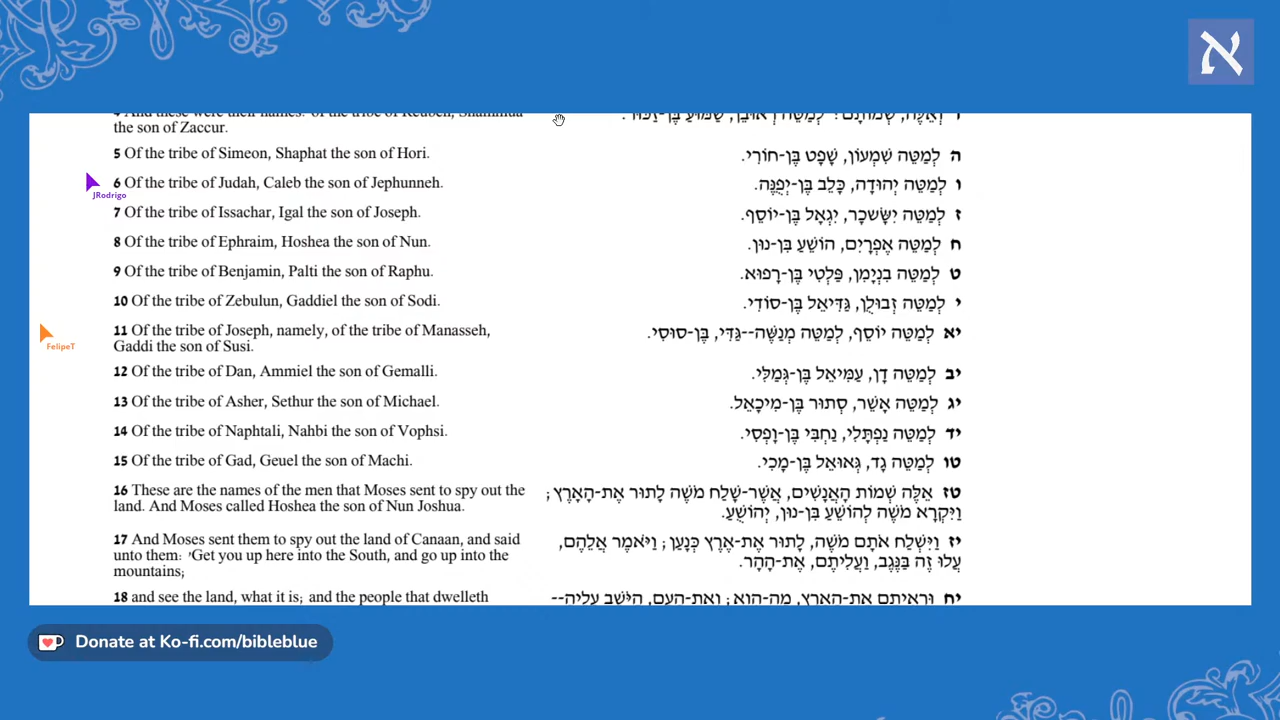 א
the son of Zaccur.
5 Of the tribe of Simeon, Shaphat the son of Hori.
ה לְמַטֵּה שִׁמְעוֹן, שָׁפָט בֶּן-חוֹרִי.
JRodrigo
6 Of the tribe of Judah, Caleb the son of Jephunneh.
ו לְמַטֵּה יְהוּדָה, כָּלֵב בֶּן-יְפֻנֶּה.
7 Of the tribe of Issachar, Igal the son of Joseph.
ז לְמַטֵּה יִשָּׂשכָר, יִגְאָל בֶּן-יוֹסֵף.
8 Of the tribe of Ephraim, Hoshea the son of Nun.
ח לְמַטֵּה אֶפְרָיִם, הוֹשֵׁעַ בִּן-נוּן.
9 Of the tribe of Benjamin, Palti the son of Raphu.
ט לְמַטֵּה בִנְיָמִן, פַּלְטִי בֶּן-רָפוּא.
10 Of the tribe of Zebulun, Gaddiel the son of Sodi.
י לְמַטֵּה זְבוּלֻן, גַּדִּיאֵל בֶּן-סוֹדִי.
FelipeT
11 Of the tribe of Joseph, namely, of the tribe of Manasseh,
Gaddi the son of Susi.
יא לְמַטֵּה יוֹסֵף, לְמַטֵּה מְנַשֶּׁה--גַּדִּי, בֶּן-סוּסִי.
12 Of the tribe of Dan, Ammiel the son of Gemalli.
יב לְמַטֵּה דָן, עַמִּיאֵל בֶּן-גְּמַלִּי.
13 Of the tribe of Asher, Sethur the son of Michael.
יג לְמַטֵּה אָשֵׁר, סְתוּר בֶּן-מִיכָאֵל.
14 Of the tribe of Naphtali, Nahbi the son of Vophsi.
יד לְמַטֵּה נַפְתָּלִי, נַחְבִּי בֶּן-וָפְסִי.
15 Of the tribe of Gad, Geuel the son of Machi.
טו לְמַטֵּה גָד, גְּאוּאֵל בֶּן-מָכִי.
16 These are the names of the men that Moses sent to spy out the
land. And Moses called Hoshea the son of Nun Joshua.
טז אֵלֶּה שְׁמוֹת הָאֲנָשִׁים, אֲשֶׁר-שָׁלַח מֹשֶׁה לָתוּר אֶת-הָאָרֶץ;
וַיִּקְרָא מֹשֶׁה לְהוֹשֵׁעַ בִּן-נוּן, יְהוֹשֻׁעַ.
17 And Moses sent them to spy out the land of Canaan, and said
unto them: 'Get you up here into the South, and go up into the
mountains;
יז וַיִּשְׁלַח אֹתָם מֹשֶׁה, לָתוּר אֶת-אֶרֶץ כְּנָעַן; וַיֹּאמֶר אֲלֵהֶם,
עֲלוּ זֶה בַּנֶּגֶב, וַעֲלִיתֶם, אֶת-הָהָר.
18 and see the land, what it is; and the people that dwelleth
יח וּרְאִיתֶם אֶת-הָאָרֶץ, מַה-הִוא; וְאֶת-הָעָם, הַיֹּשֵׁב עָלֶיהָ--
Donate at Ko-fi.com/bibleblue